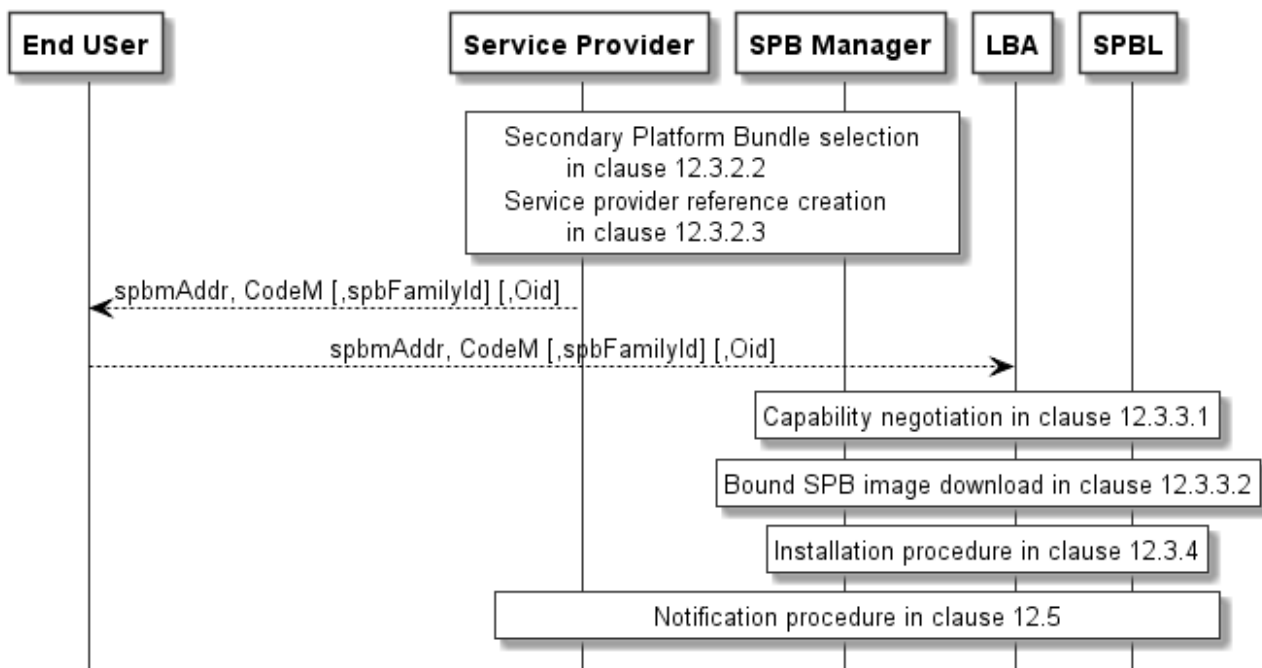 End USer
Service Provider
SPB Manager
LBA
SPBL
Secondary Platform Bundle selection
in clause 12.3.2.2
Service provider reference creation
in clause 12.3.2.3
spbmAddr, CodeM [,spbFamilyId] [,Oid]
spbmAddr, CodeM [,spbFamilyId] [,Oid]
Capability negotiation in clause 12.3.3.1
Bound SPB image download in clause 12.3.3.2
Installation procedure in clause 12.3.4
Notification procedure in clause 12.5